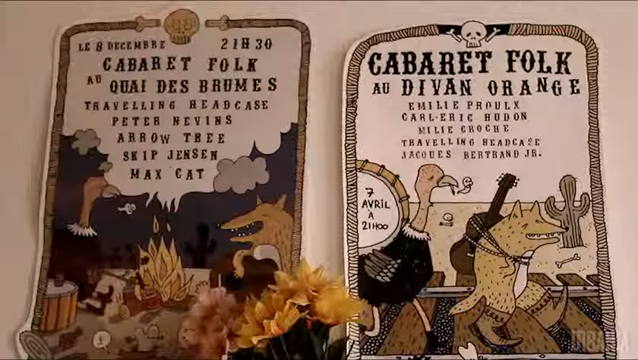 LE 8 DECEMBRE 21H30
CABARET FOLK
AU QUAI DES BRUMES
TRAVELLING HEADCASE
PETER NEVINS
ARROW TREE
SKIP JENSEN
MAX CAT
CABARET FOLK
AU DIVAN ORANGE
EMILIE PROULX
CARL-ERIC HUDON
MILIE CROCHE
TRAVELLING HEADCASE
JACQUES BERTRAND JR.
7
AVRIL
À
21H00